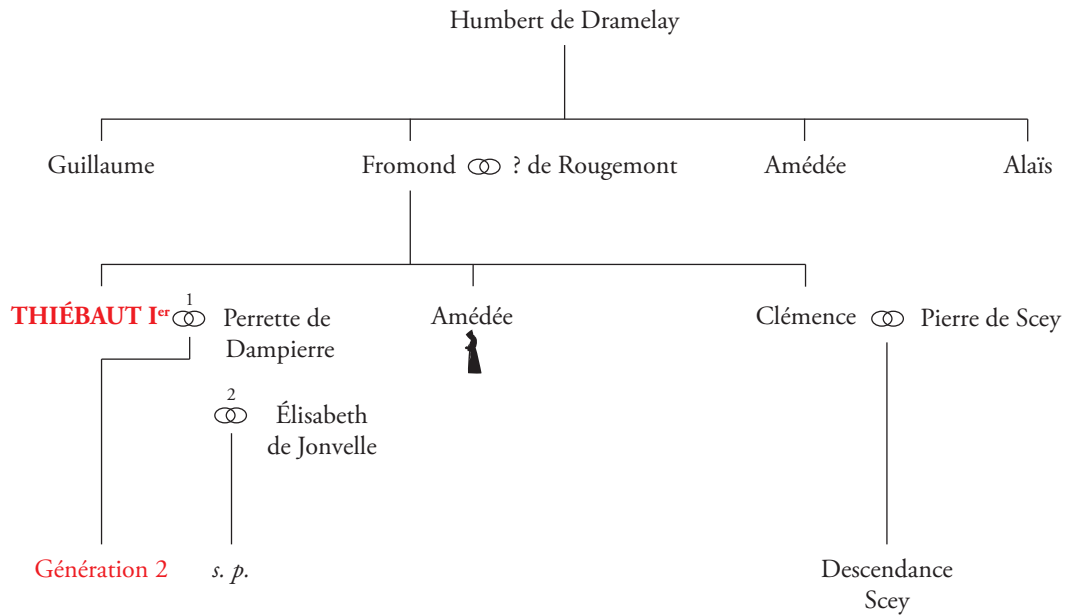 Humbert de Dramelay
Guillaume
Fromond
? de Rougemont
Amédée
Alaïs
THIÉBAUT Iᵉʳ
1
Perrette de
Dampierre
Amédée
Clémence
Pierre de Scey
2
Élisabeth
de Jonvelle
Génération 2
s. p.
Descendance
Scey